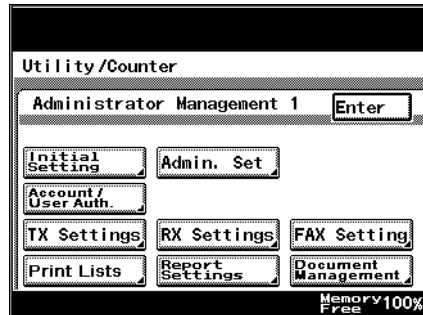 Utility/Counter
Administrator Management 1 Enter
Initial
Setting
Admin. Set
Account/
User Auth.
TX Settings RX Settings FAX Setting
Print Lists
Report
Settings
Document
Management
Memory
Free 100%